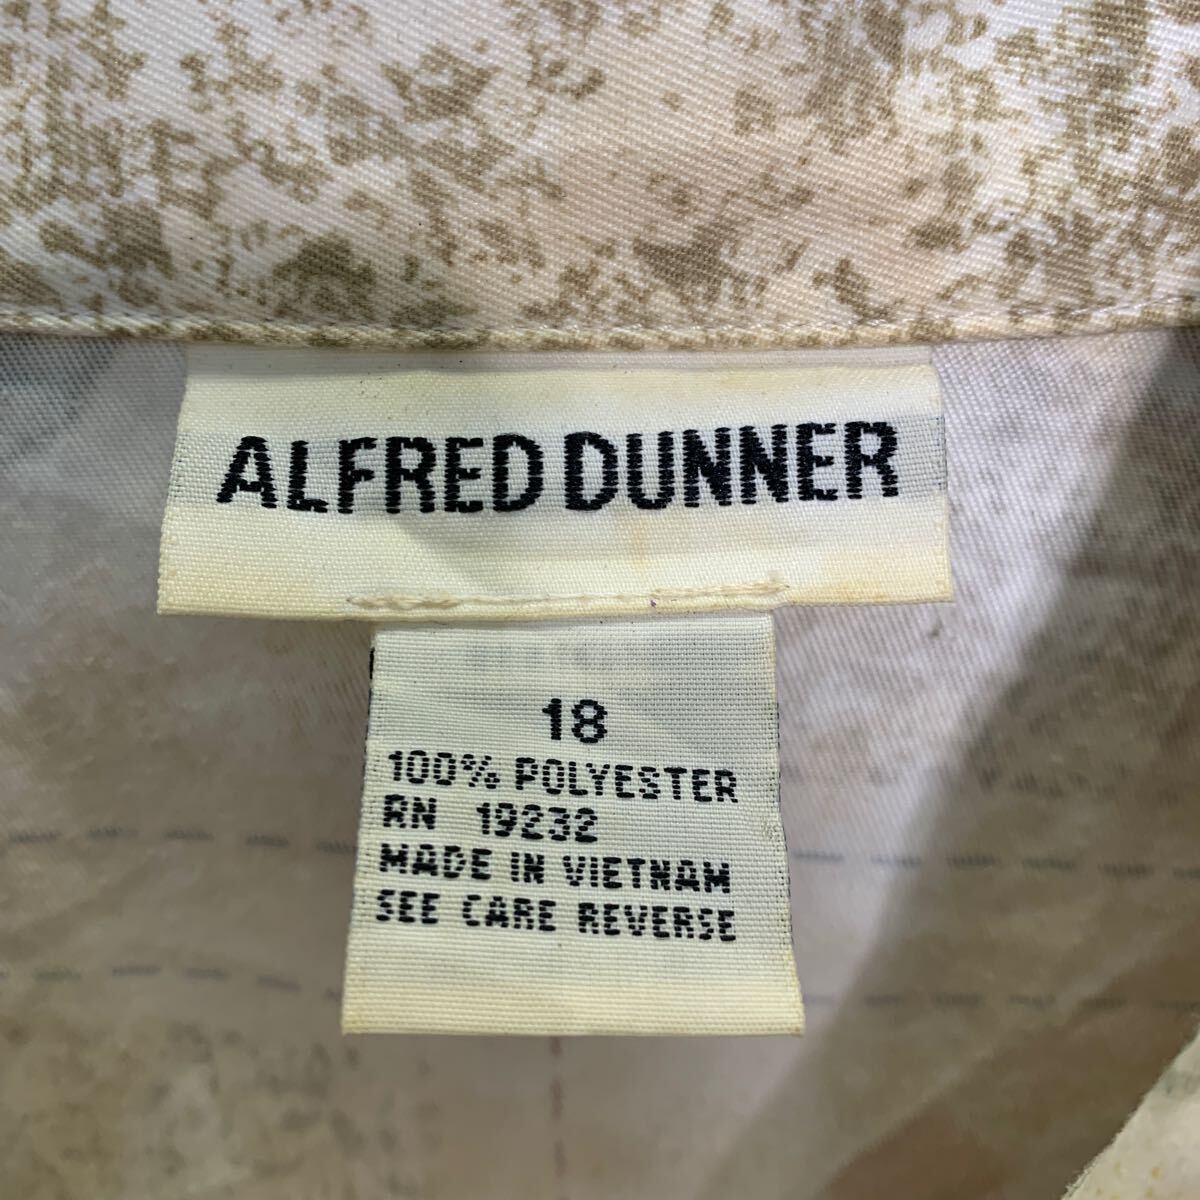 ALFRED DUNNER
18
100% POLYESTER
RN 19232
MADE IN VIETNAM
SEE CARE REVERSE